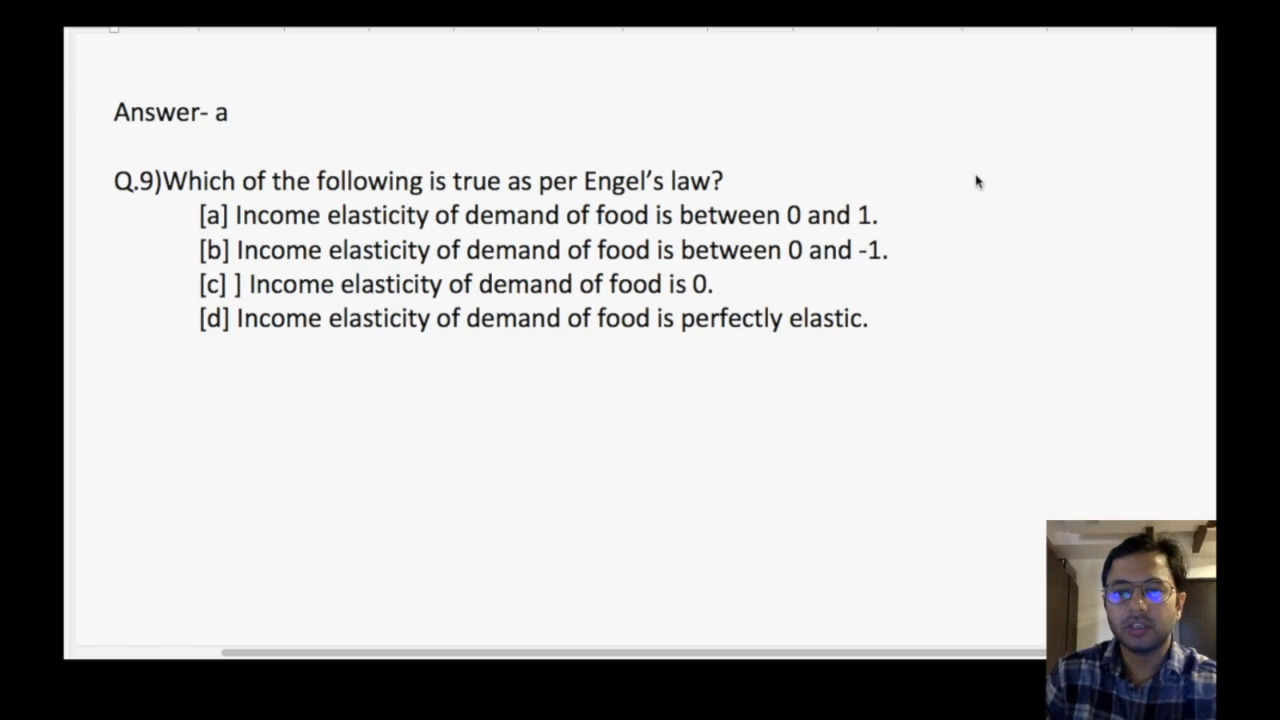 Answer- a
Q.9)Which of the following is true as per Engel’s law?
[a] Income elasticity of demand of food is between 0 and 1.
[b] Income elasticity of demand of food is between 0 and -1.
[c] ] Income elasticity of demand of food is 0.
[d] Income elasticity of demand of food is perfectly elastic.